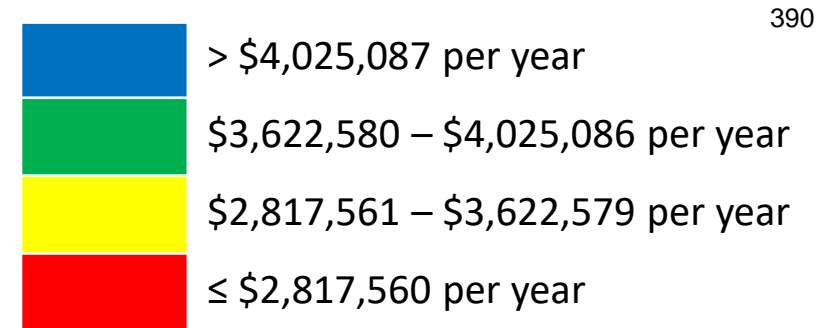 390
> $4,025,087 per year
$3,622,580 – $4,025,086 per year
$2,817,561 – $3,622,579 per year
≤ $2,817,560 per year